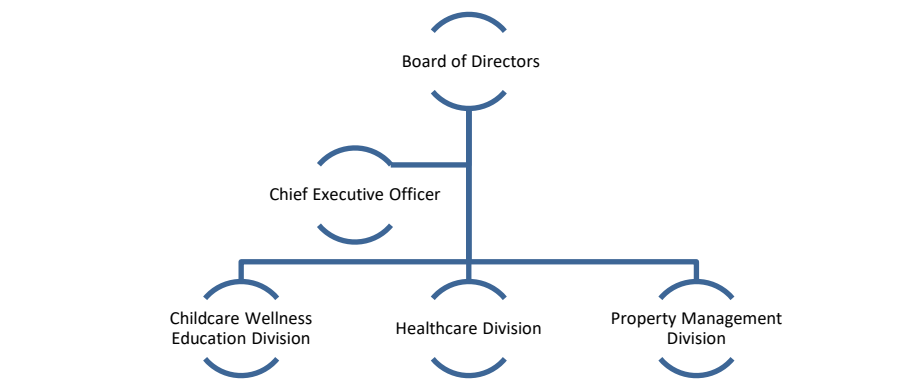 Board of Directors
Chief Executive Officer
Childcare Wellness
Education Division
Healthcare Division
Property Management
Division